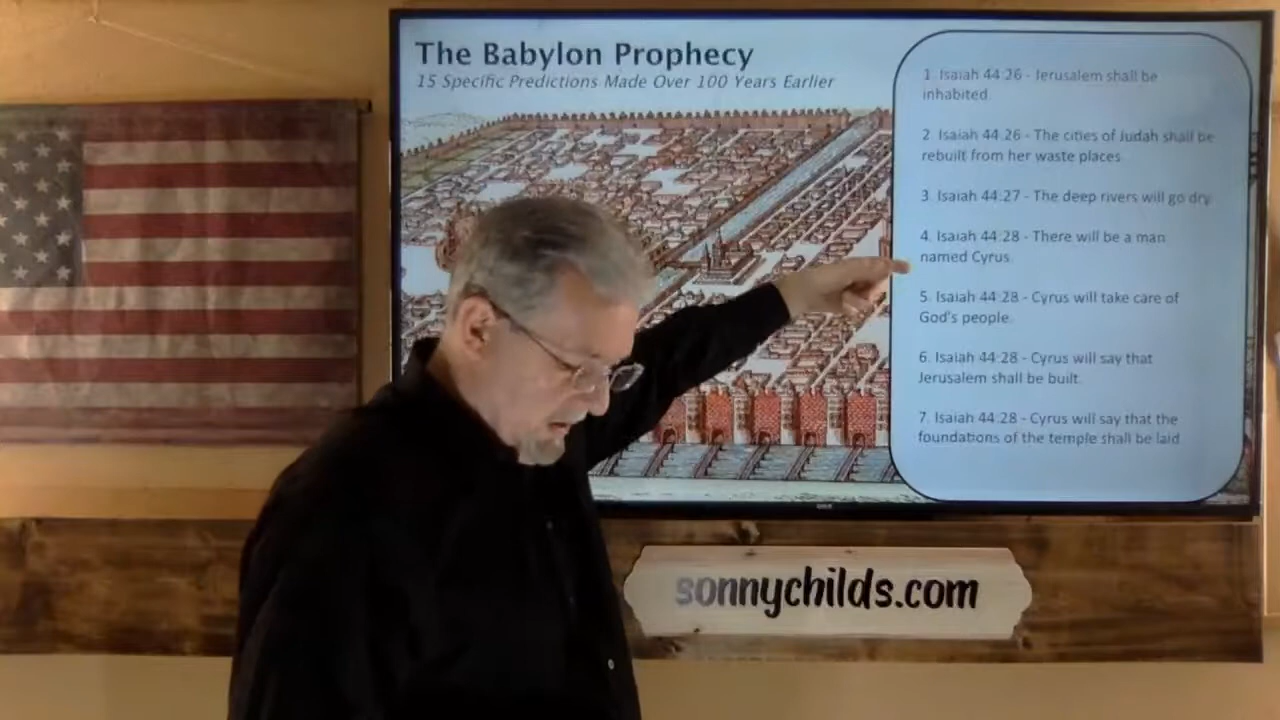 The Babylon Prophecy
15 Specific Predictions Made Over 100 Years Earlier
1. Isaiah 44:26 - Jerusalem shall be
inhabited.
2. Isaiah 44:26 - The cities of Judah shall be
rebuilt from her waste places.
3. Isaiah 44:27 - The deep rivers will go dry.
4. Isaiah 44:28 - There will be a man
named Cyrus.
5. Isaiah 44:28 - Cyrus will take care of
God's people.
6. Isaiah 44:28 - Cyrus will say that
Jerusalem shall be built.
7. Isaiah 44:28 - Cyrus will say that the
foundations of the temple shall be laid.
sonnychilds.com